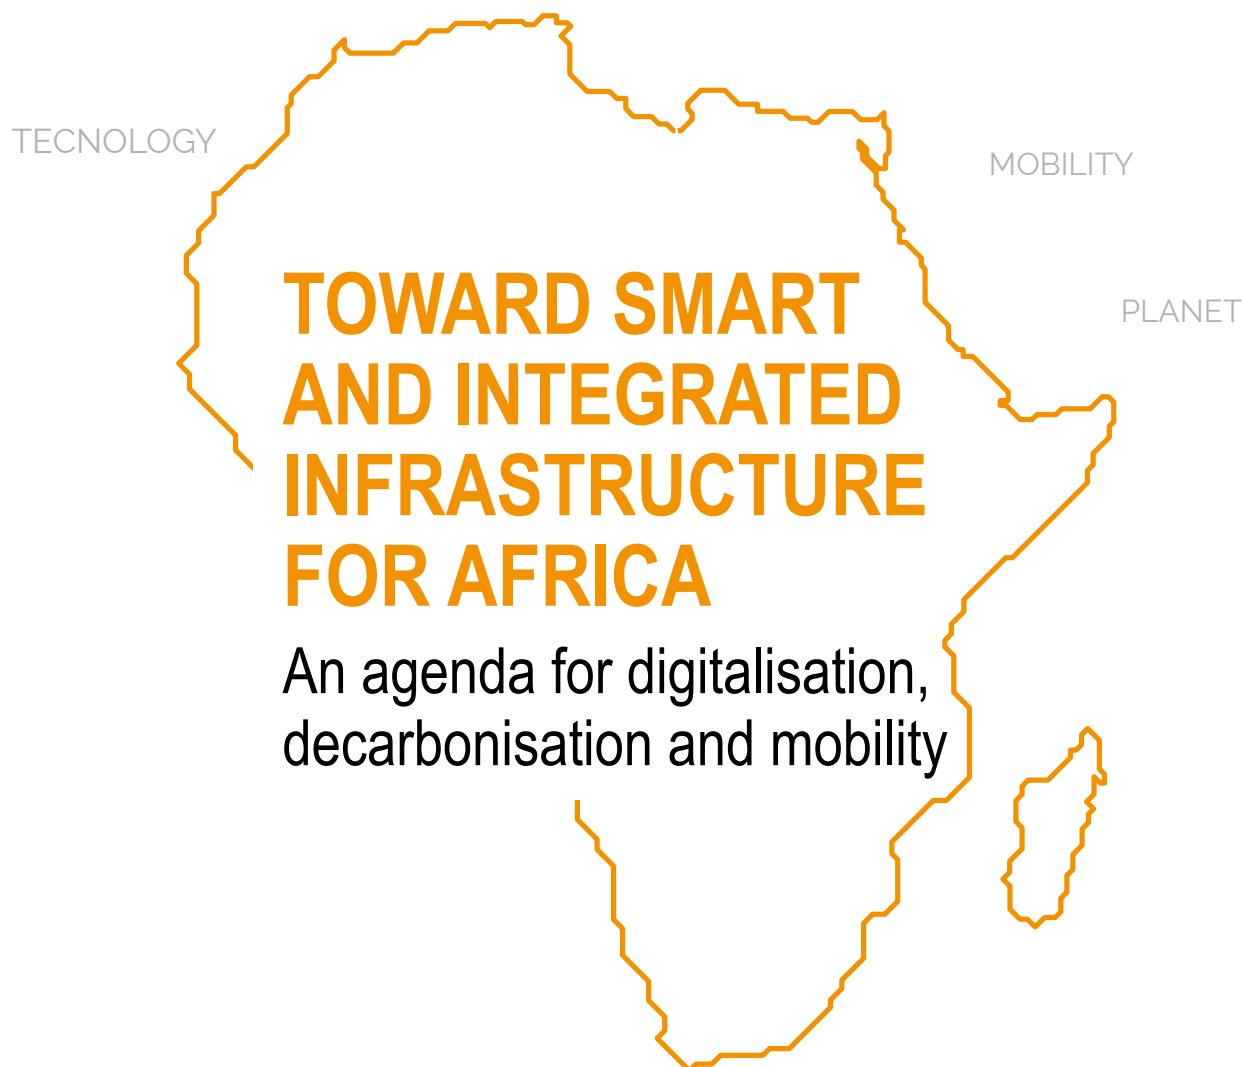 TECNOLOGY
MOBILITY
PLANET
TOWARD SMART
AND INTEGRATED
INFRASTRUCTURE
FOR AFRICA
An agenda for digitalisation,
decarbonisation and mobility